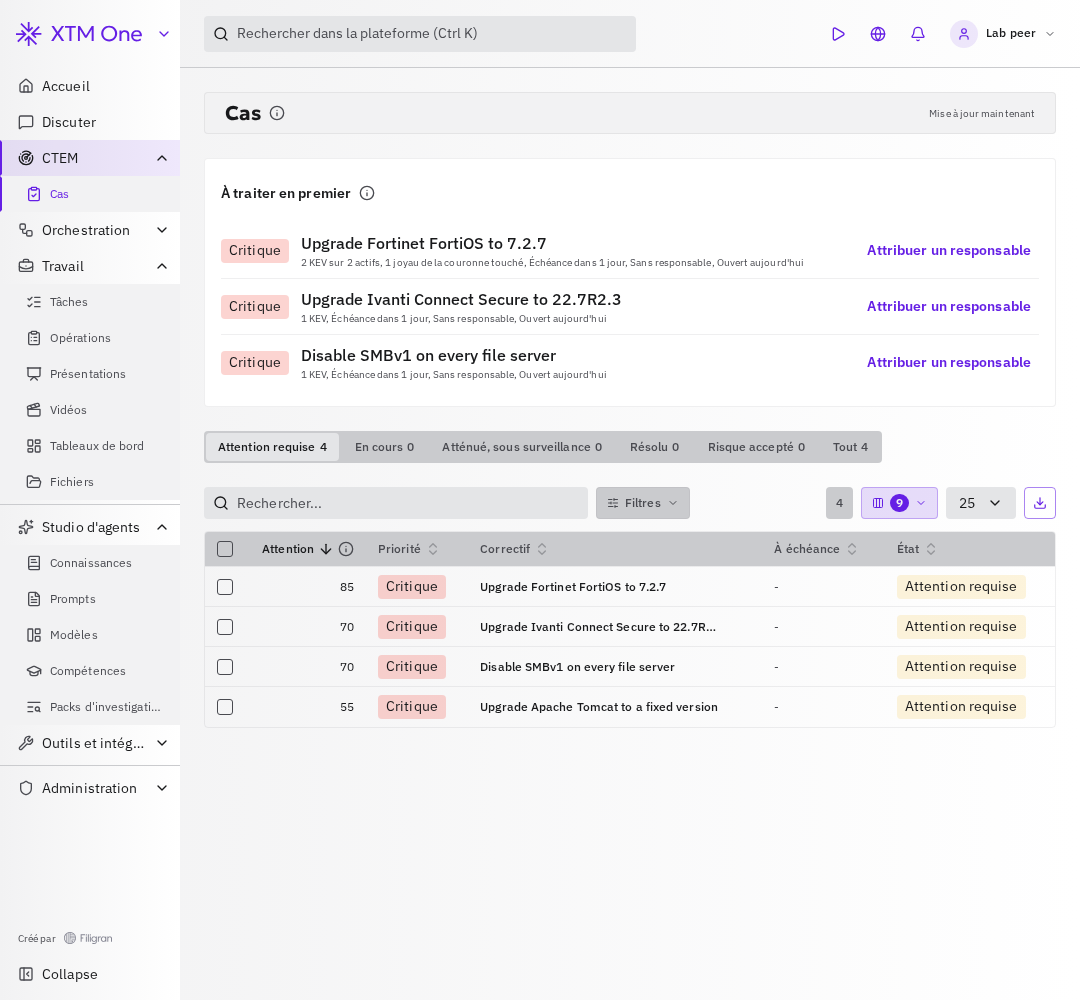 XTM One
Rechercher dans la plateforme (Ctrl K)
Lab peer
Accueil
Discuter
CTEM
Cas
Orchestration
Travail
Tâches
Opérations
Présentations
Vidéos
Tableaux de bord
Fichiers
Studio d'agents
Connaissances
Prompts
Modèles
Compétences
Packs d'investigati...
Outils et intég...
Administration
Créé par Filigran
Collapse
Cas
Mise à jour maintenant
À traiter en premier
Critique
Upgrade Fortinet FortiOS to 7.2.7
2 KEV sur 2 actifs, 1 joyau de la couronne touché, Échéance dans 1 jour, Sans responsable, Ouvert aujourd'hui
Attribuer un responsable
Critique
Upgrade Ivanti Connect Secure to 22.7R2.3
1 KEV, Échéance dans 1 jour, Sans responsable, Ouvert aujourd'hui
Attribuer un responsable
Critique
Disable SMBv1 on every file server
1 KEV, Échéance dans 1 jour, Sans responsable, Ouvert aujourd'hui
Attribuer un responsable
Attention requise 4 En cours 0 Atténué, sous surveillance 0 Résolu 0 Risque accepté 0 Tout 4
Rechercher... Filtres 4 9 25
Attention Priorité Correctif À échéance État
85 Critique Upgrade Fortinet FortiOS to 7.2.7 - Attention requise
70 Critique Upgrade Ivanti Connect Secure to 22.7R... - Attention requise
70 Critique Disable SMBv1 on every file server - Attention requise
55 Critique Upgrade Apache Tomcat to a fixed version - Attention requise